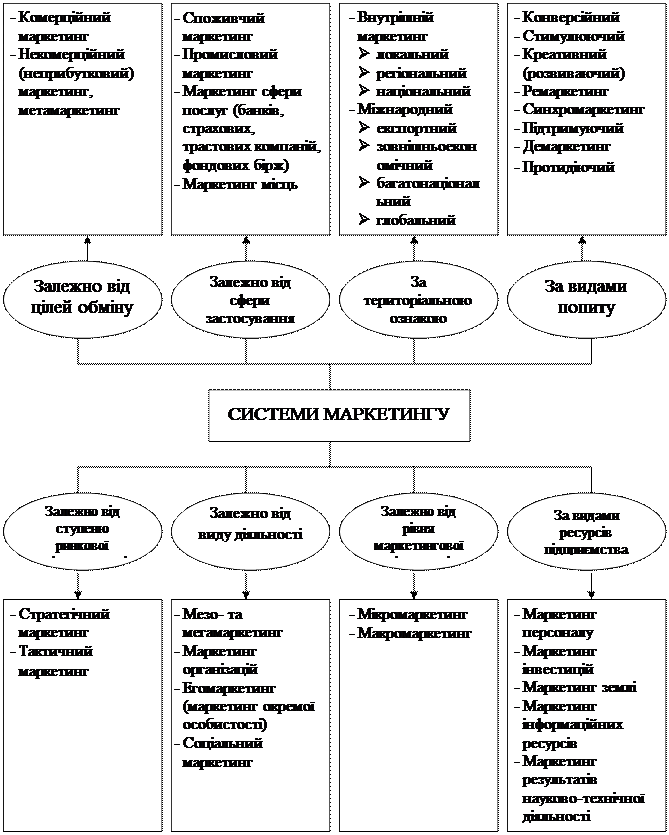 - Комерційний
маркетинг
- Некомерційний
(неприбутковий)
маркетинг,
метамаркетинг
- Споживчий
маркетинг
- Промисловий
маркетинг
- Маркетинг сфери
послуг (банків,
страхових,
трастових компаній,
фондових бірж)
- Маркетинг місць
- Внутрішній
маркетинг
➢ локальний
➢ регіональний
➢ національний
- Міжнародний
➢ експортний
➢ зовнішньоекон
омічний
➢ багатонаціонал
ьний
➢ глобальний
- Конверсійний
- Стимулюючий
- Креативний
(розвиваючий)
- Ремаркетинг
- Синхромаркетинг
- Підтримуючий
- Демаркетинг
- Протидіючий
Залежно від
цілей обміну
Залежно від
сфери
застосування
За
територіальною
ознакою
За видами
попиту
СИСТЕМИ МАРКЕТИНГУ
Залежно від
ступеню
ринкової
Залежно від
виду діяльності
Залежно від
рівня
маркетингової
За видами
ресурсів
підприємства
- Стратегічний
маркетинг
- Тактичний
маркетинг
- Мезо- та
мегамаркетинг
- Маркетинг
організацій
- Егомаркетинг
(маркетинг окремої
особистості)
- Соціальний
маркетинг
- Мікромаркетинг
- Макромаркетинг
- Маркетинг
персоналу
- Маркетинг
інвестицій
- Маркетинг землі
- Маркетинг
інформаційних
ресурсів
- Маркетинг
результатів
науково-технічної
діяльності